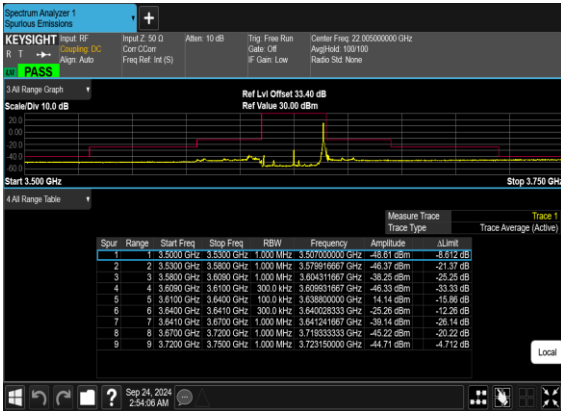 Spectrum Analyzer 1
Spurious Emissions
+
KEYSIGHT Input: RF Input Z: 50 Ω Atten: 10 dB Trig: Free Run Center Freq: 22.005000000 GHz
R T Coupling: DC Corr CCorr Gate: Off Avg|Hold: 100/100
Align: Auto Freq Ref: Int (S) IF Gain: Low Radio Std: None
LW PASS
3 All Range Graph
Ref Lvl Offset 33.40 dB
Scale/Div 10.0 dB Ref Value 30.00 dBm
20.0
0.00
-20.0
-40.0
-60.0
Start 3.500 GHz Stop 3.750 GHz
4 All Range Table
Measure Trace Trace 1
Trace Type Trace Average (Active)
Spur Range Start Freq Stop Freq RBW Frequency Amplitude ΔLimit
1 1 3.5000 GHz 3.5300 GHz 1.000 MHz 3.507000000 GHz -48.61 dBm -8.612 dB
2 2 3.5300 GHz 3.5800 GHz 1.000 MHz 3.579916667 GHz -46.37 dBm -21.37 dB
3 3 3.5800 GHz 3.6090 GHz 1.000 MHz 3.604311667 GHz -38.25 dBm -25.25 dB
4 4 3.6090 GHz 3.6100 GHz 300.0 kHz 3.609931667 GHz -46.33 dBm -33.33 dB
5 5 3.6100 GHz 3.6400 GHz 100.0 kHz 3.638800000 GHz 14.14 dBm -15.86 dB
6 6 3.6400 GHz 3.6410 GHz 300.0 kHz 3.640028333 GHz -25.26 dBm -12.26 dB
7 7 3.6410 GHz 3.6700 GHz 1.000 MHz 3.641241667 GHz -39.14 dBm -26.14 dB
8 8 3.6700 GHz 3.7200 GHz 1.000 MHz 3.719333333 GHz -45.22 dBm -20.22 dB
9 9 3.7200 GHz 3.7500 GHz 1.000 MHz 3.723150000 GHz -44.71 dBm -4.712 dB
Local
? Sep 24, 2024
2:54:06 AM